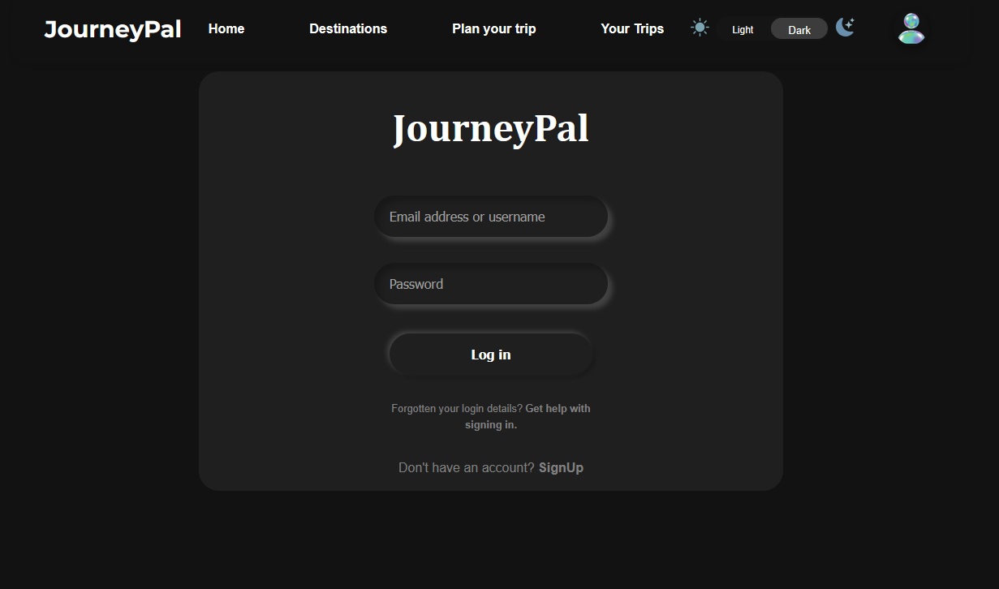 JourneyPal Home Destinations Plan your trip Your Trips Light Dark
JourneyPal
Email address or username
Password
Log in
Forgotten your login details? Get help with
signing in.
Don't have an account? SignUp